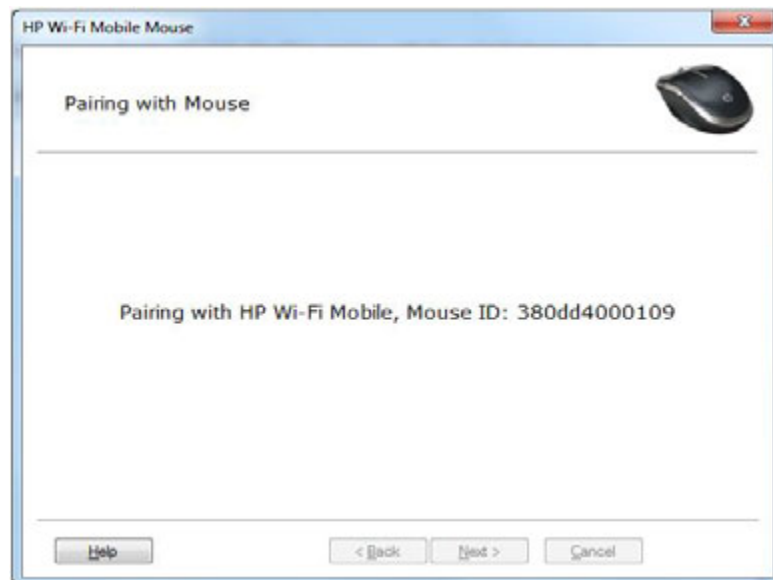 HP Wi-Fi Mobile Mouse
Pairing with Mouse
Pairing with HP Wi-Fi Mobile, Mouse ID: 380dd4000109
Help
< Back
Next >
Cancel